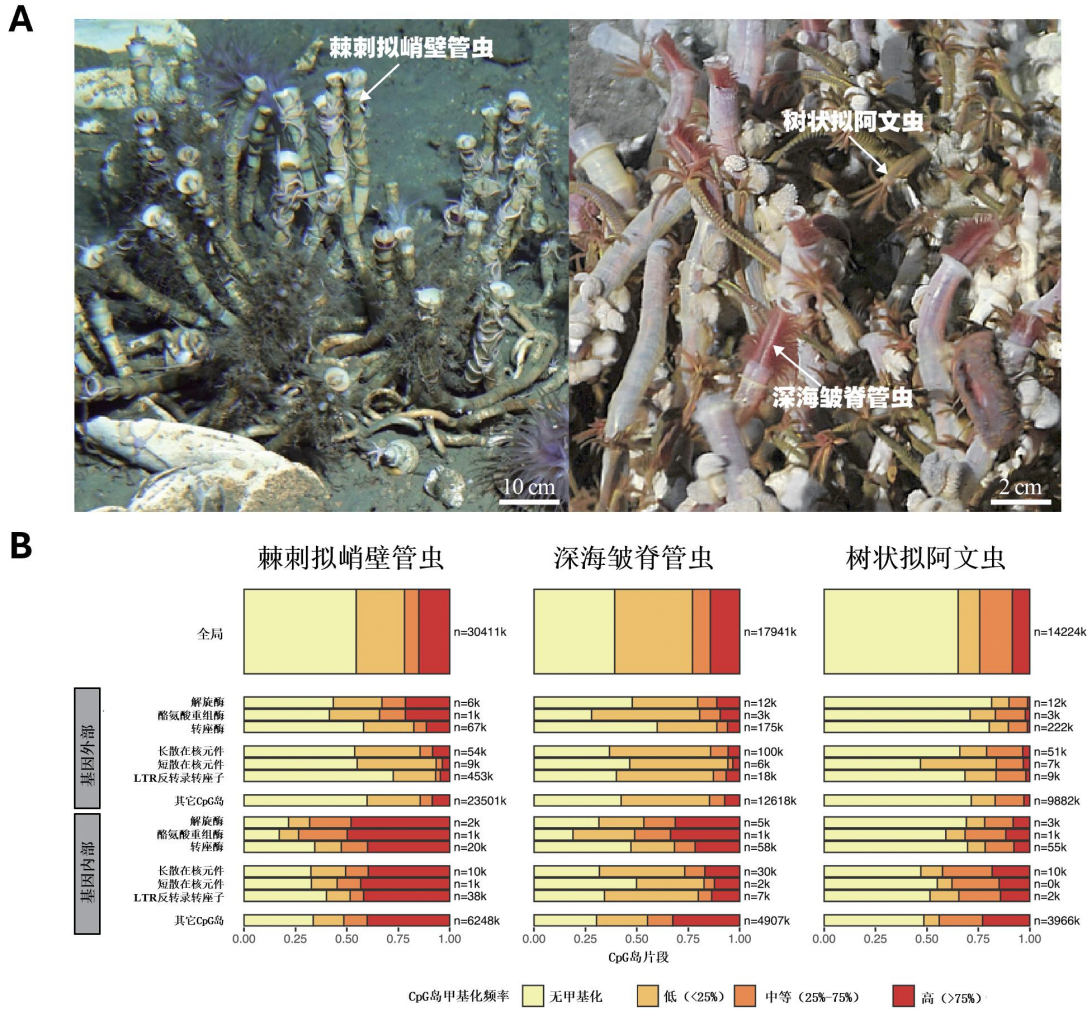 A
棘刺拟峭壁管虫
树状拟阿文虫
深海皱脊管虫
10 cm
2 cm
B
棘刺拟峭壁管虫 深海皱脊管虫 树状拟阿文虫
全局 n=30411k n=17941k n=14224k
基因外部
解旋酶 n=6k n=12k n=12k
酪氨酸重组酶 n=1k n=3k n=3k
转座酶 n=67k n=175k n=222k
长散在核元件 n=54k n=100k n=51k
短散在核元件 n=9k n=6k n=7k
LTR反转录转座子 n=453k n=18k n=9k
其它CpG岛 n=23501k n=12618k n=9882k
基因内部
解旋酶 n=2k n=5k n=3k
酪氨酸重组酶 n=1k n=1k n=1k
转座酶 n=20k n=58k n=55k
长散在核元件 n=10k n=30k n=10k
短散在核元件 n=1k n=2k n=0k
LTR反转录转座子 n=38k n=7k n=2k
其它CpG岛 n=6248k n=4907k n=3966k
0.00 0.25 0.50 0.75 1.00 0.00 0.25 0.50 0.75 1.00 0.00 0.25 0.50 0.75 1.00
CpG岛片段
CpG岛甲基化频率 无甲基化 低（<25%） 中等（25%-75%） 高（>75%）